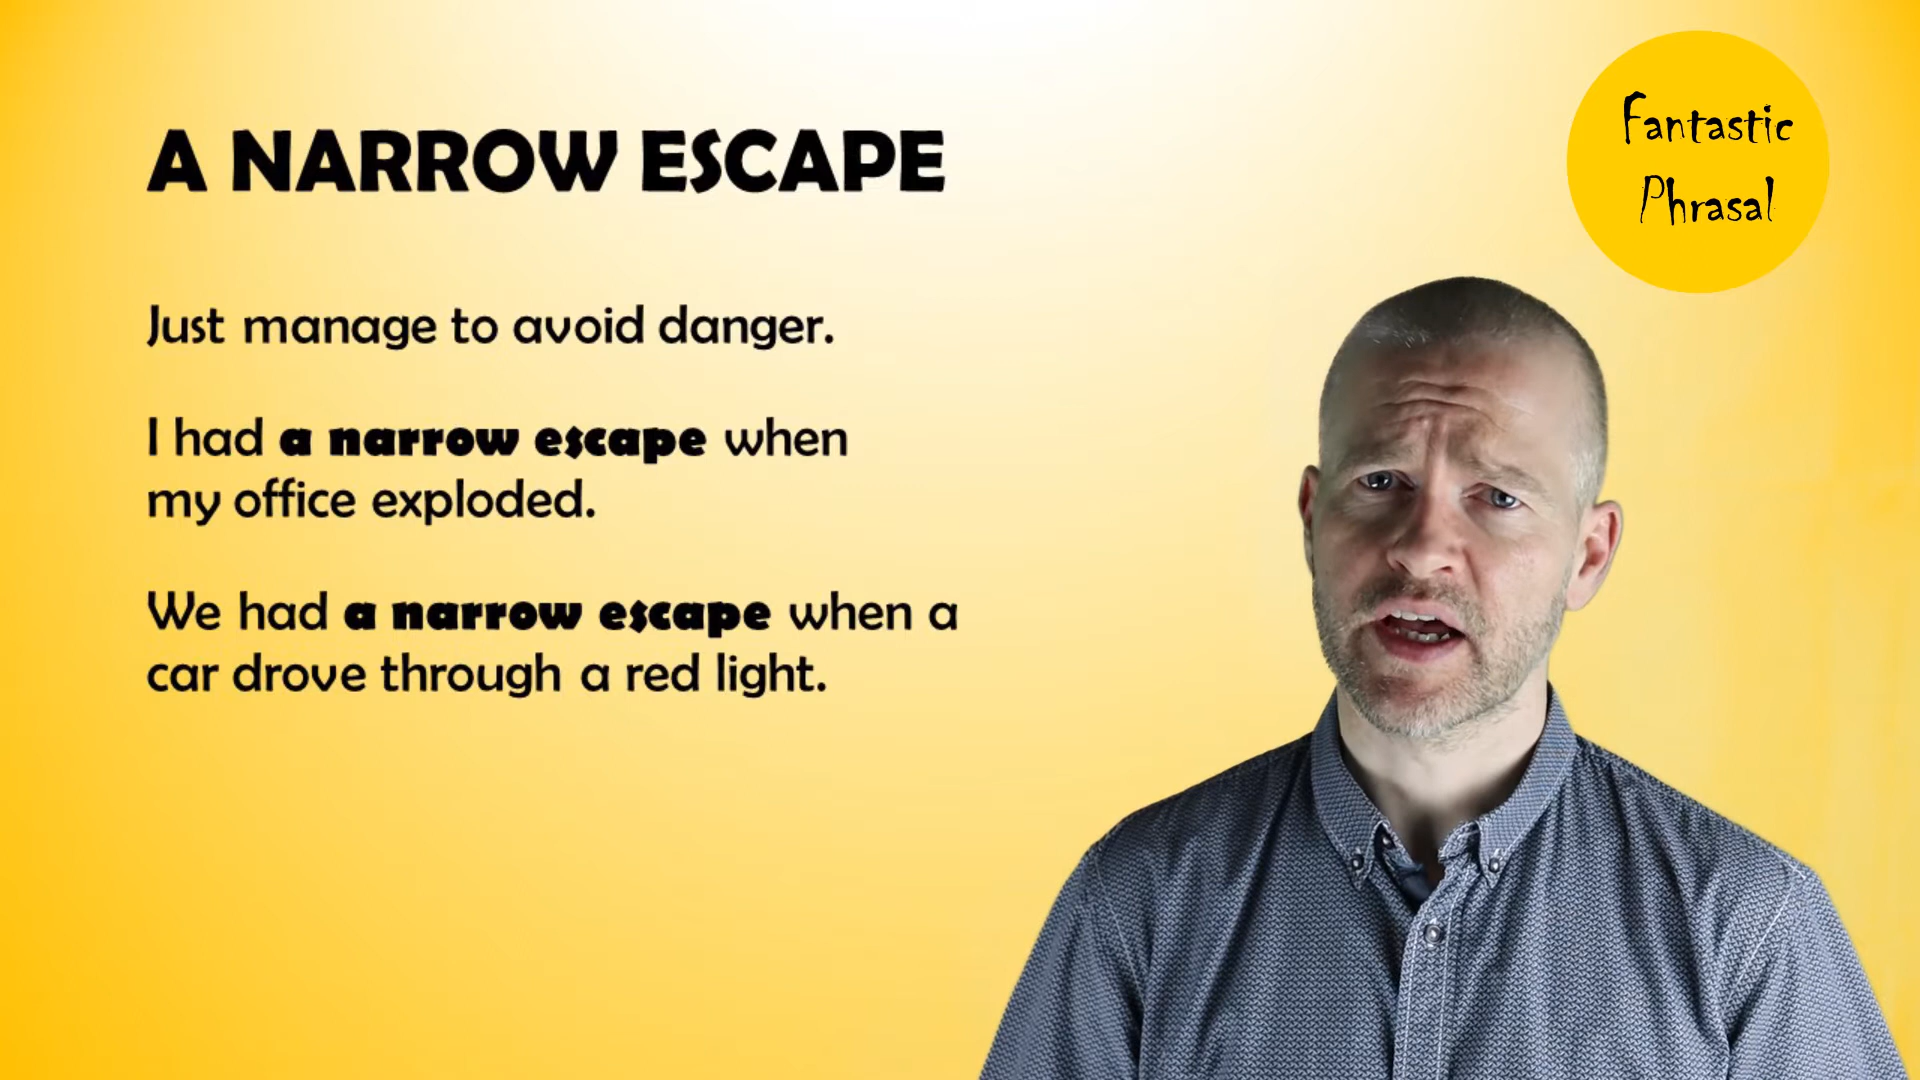 A NARROW ESCAPE
Just manage to avoid danger.
I had a narrow escape when
my office exploded.
We had a narrow escape when a
car drove through a red light.
Fantastic
Phrasal